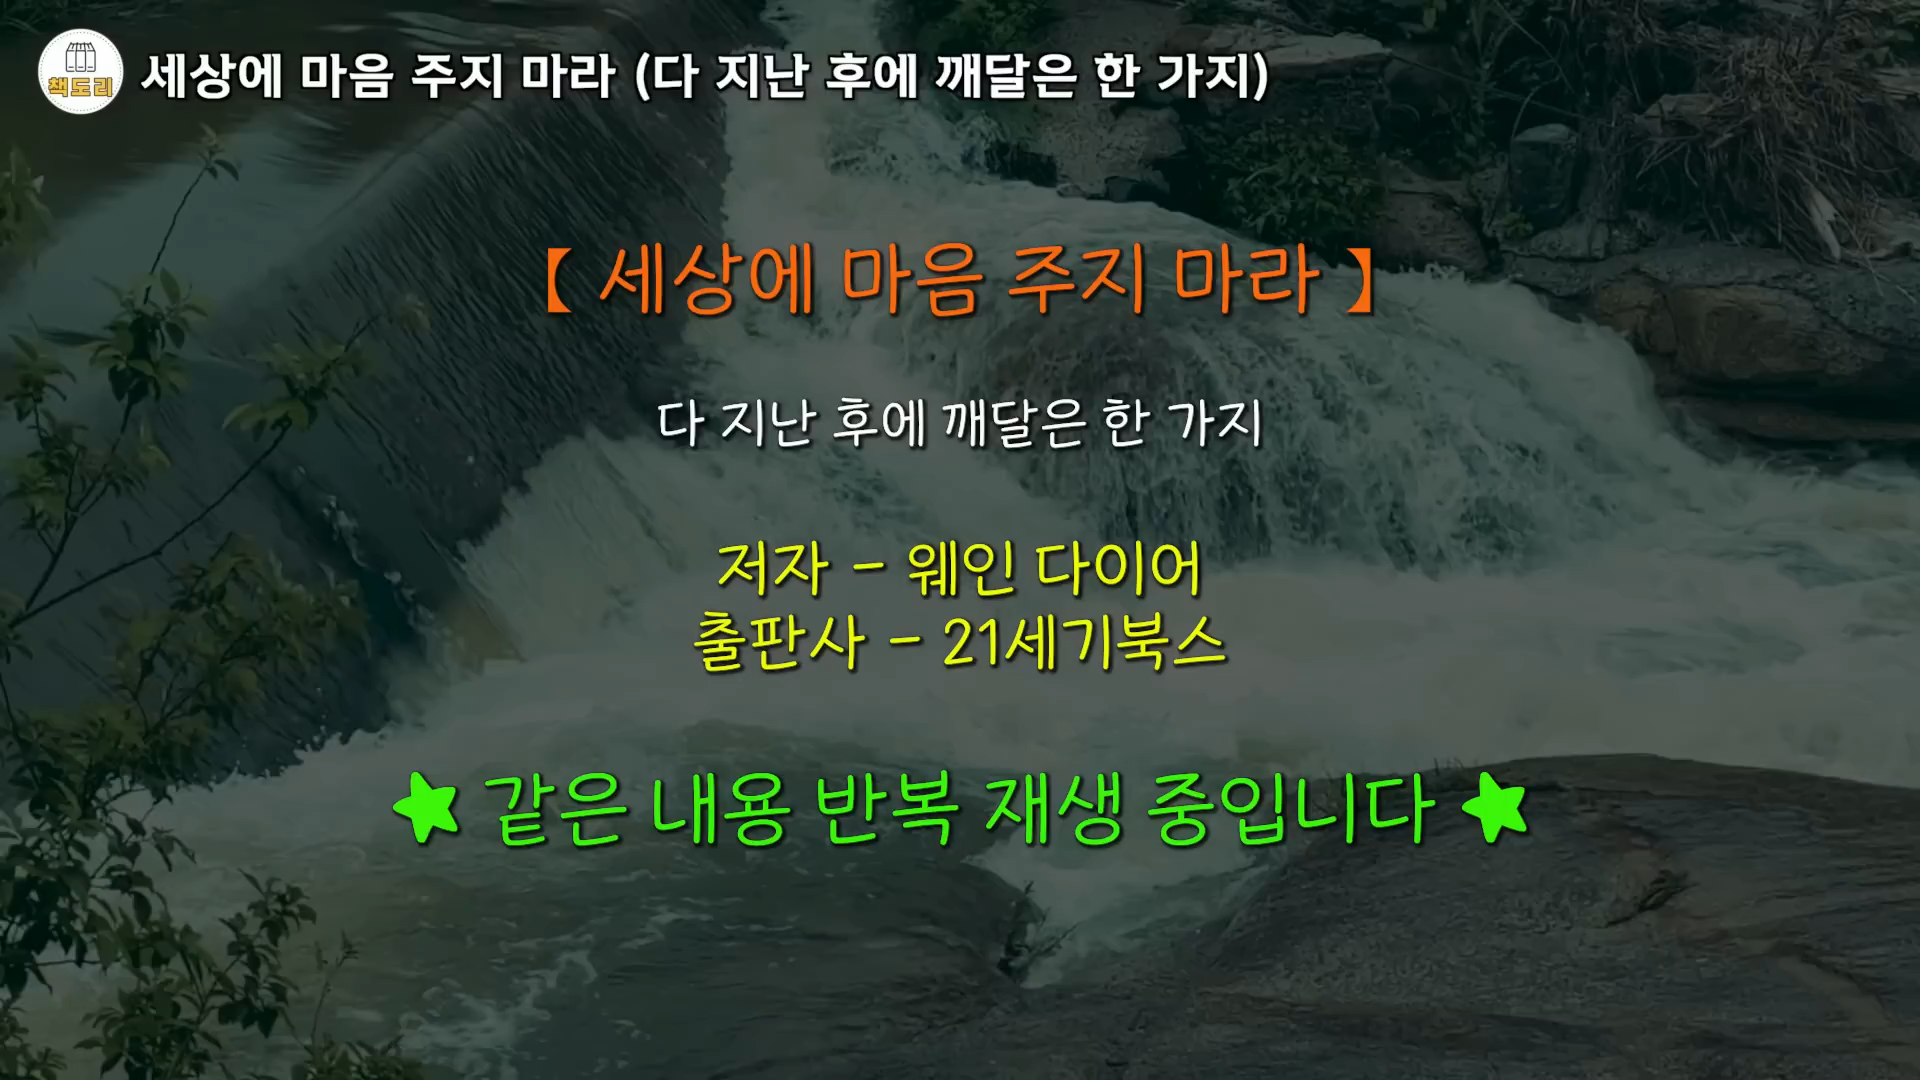 책도리
세상에 마음 주지 마라 (다 지난 후에 깨달은 한 가지)
【 세상에 마음 주지 마라 】
다 지난 후에 깨달은 한 가지
저자 - 웨인 다이어
출판사 - 21세기북스
★ 같은 내용 반복 재생 중입니다 ★